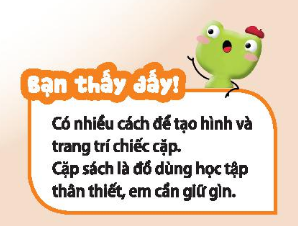 Bạn thấy đấy!
Có nhiều cách để tạo hình và
trang trí chiếc cặp.
Cặp sách là đồ dùng học tập
thân thiết, em cần giữ gìn.